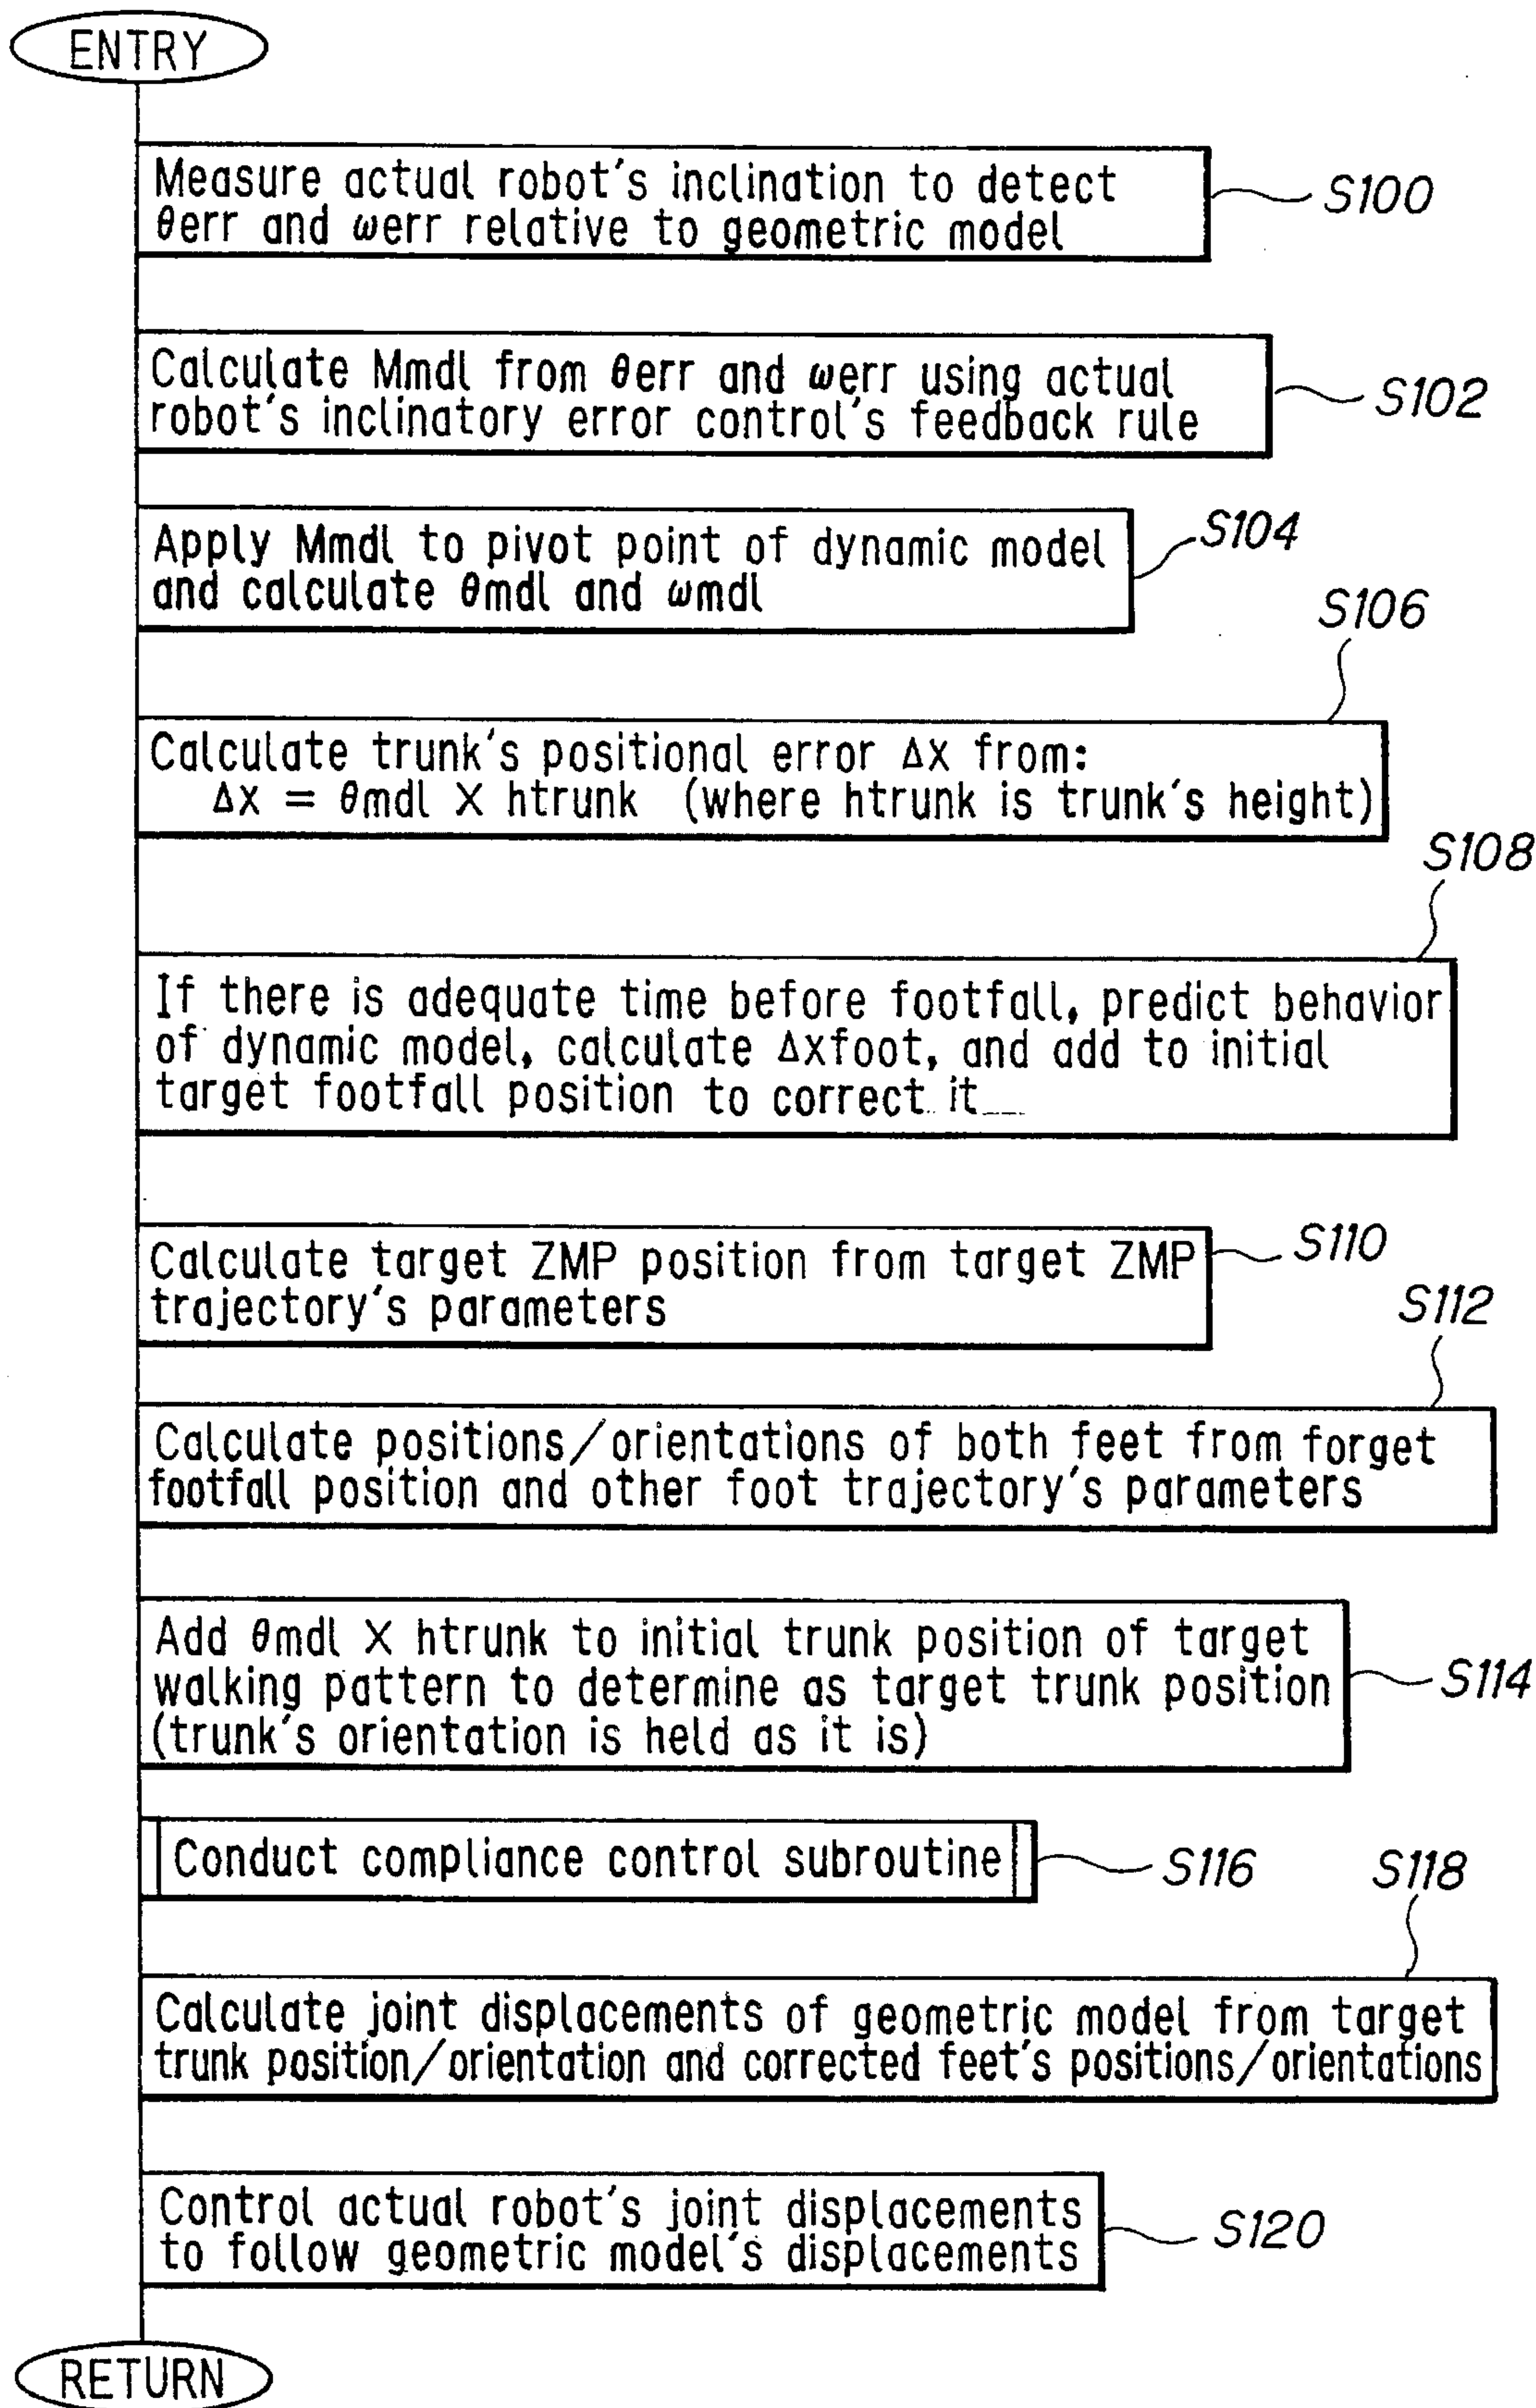 ENTRY
Measure actual robot's inclination to detect
θerr and ωerr relative to geometric model
S100
Calculate Mmdl from θerr and ωerr using actual
robot's inclinatory error control's feedback rule
S102
Apply Mmdl to pivot point of dynamic model
and calculate θmdl and ωmdl
S104
S106
Calculate trunk's positional error Δx from:
Δx = θmdl X htrunk (where htrunk is trunk's height)
S108
If there is adequate time before footfall, predict behavior
of dynamic model, calculate Δxfoot, and add to initial
target footfall position to correct it
Calculate target ZMP position from target ZMP
trajectory's parameters
S110
S112
Calculate positions/orientations of both feet from forget
footfall position and other foot trajectory's parameters
Add θmdl X htrunk to initial trunk position of target
walking pattern to determine as target trunk position
(trunk's orientation is held as it is)
S114
Conduct compliance control subroutine
S116
S118
Calculate joint displacements of geometric model from target
trunk position/orientation and corrected feet's positions/orientations
Control actual robot's joint displacements
to follow geometric model's displacements
S120
RETURN